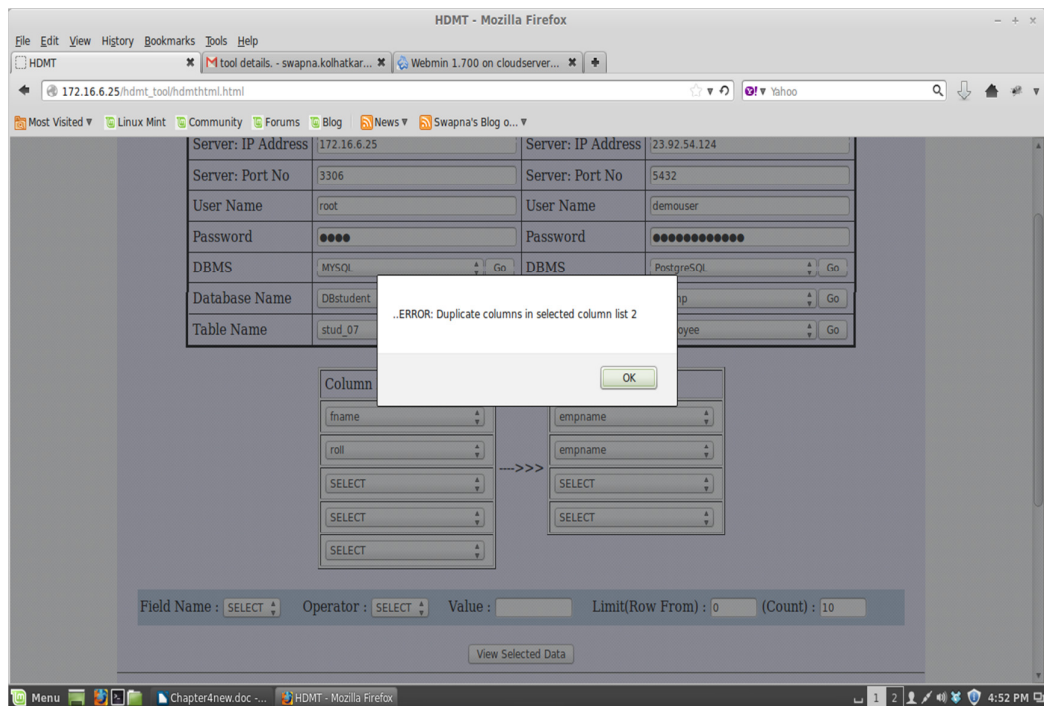 HDMT - Mozilla Firefox
File Edit View History Bookmarks Tools Help
HDMT
tool details. - swapna.kolhatkar...
Webmin 1.700 on cloudserver...
172.16.6.25/hdmt_tool/hdmthtml.html
Yahoo
Most Visited Linux Mint Community Forums Blog News Swapna's Blog o...
Server: IP Address 172.16.6.25 Server: IP Address 23.92.54.124
Server: Port No 3306 Server: Port No 5432
User Name root User Name demouser
Password Password
DBMS MYSQL Go DBMS PostgreSQL Go
Database Name DBstudent Go
Table Name stud_07 oyee Go
..ERROR: Duplicate columns in selected column list 2
OK
Column
fname empname
roll empname
---->>>
SELECT SELECT
SELECT SELECT
SELECT
Field Name : SELECT Operator : SELECT Value : Limit(Row From) : 0 (Count) : 10
View Selected Data
Menu Chapter4new.doc -... HDMT - Mozilla Firefox 1 2 4:52 PM